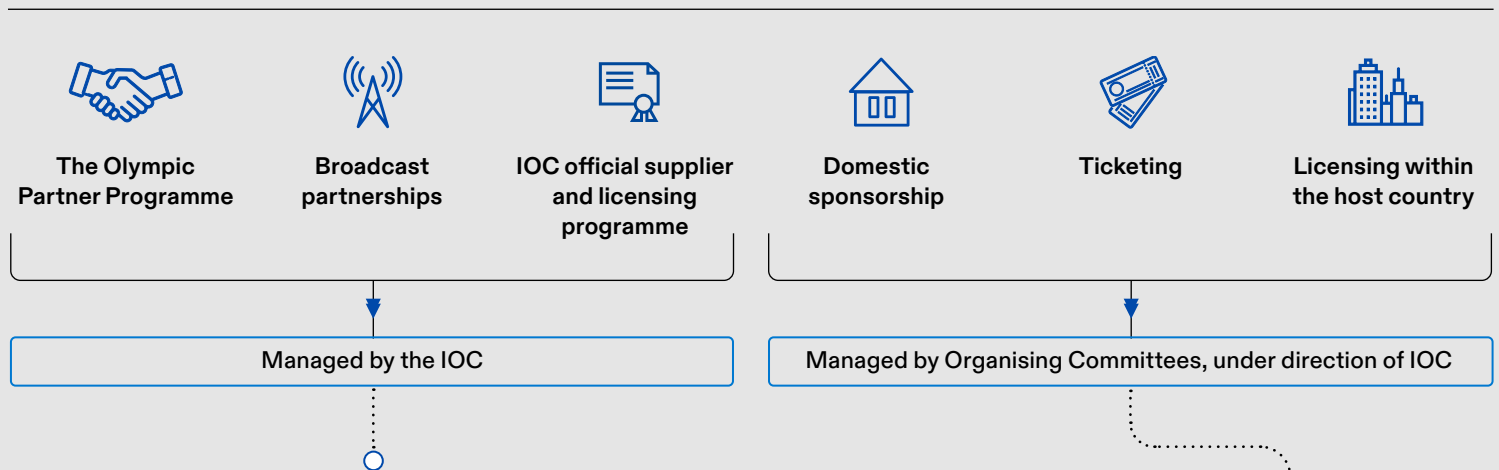 The Olympic
Partner Programme
Broadcast
partnerships
IOC official supplier
and licensing
programme
Domestic
sponsorship
Ticketing
Licensing within
the host country
Managed by the IOC
Managed by Organising Committees, under direction of IOC